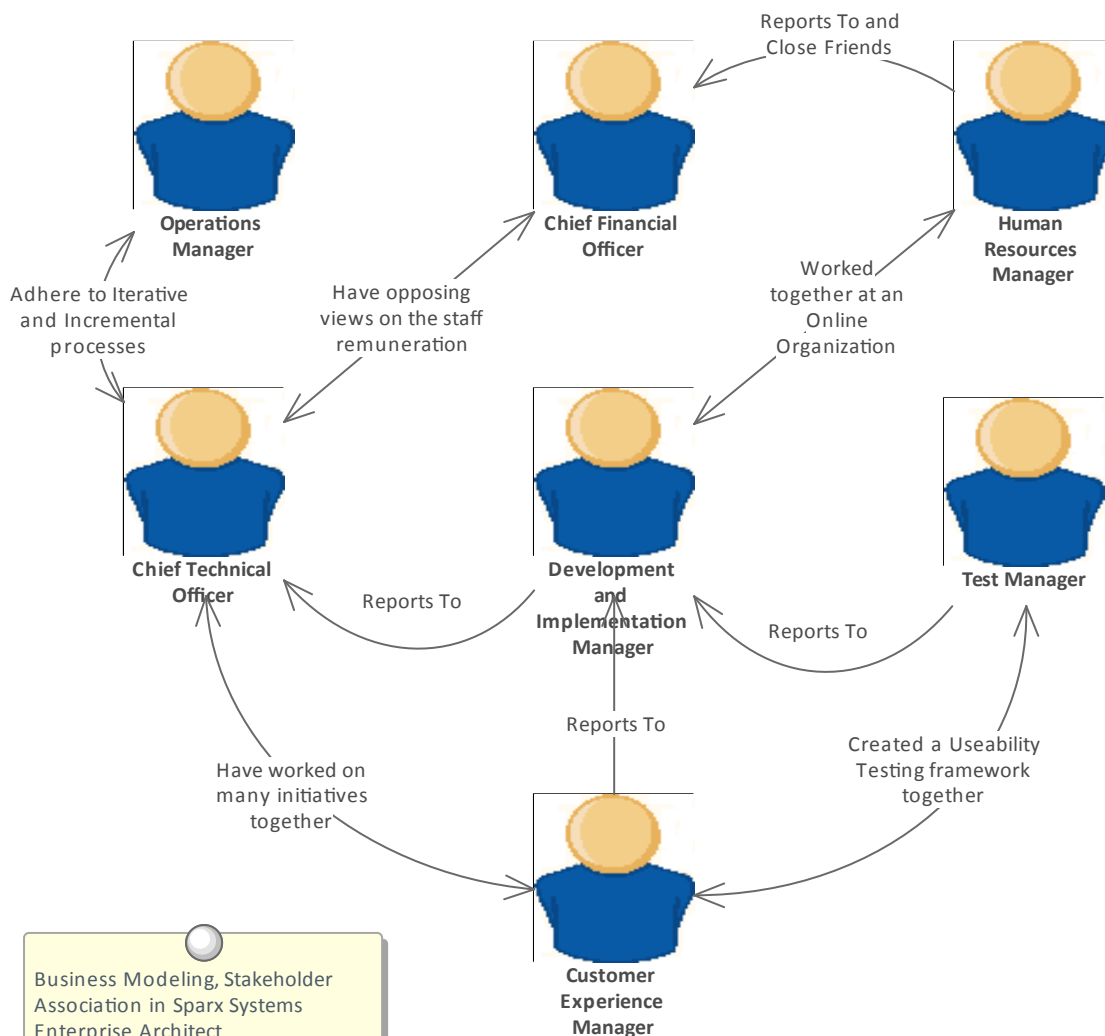 Reports To and
Close Friends
Operations
Manager
Chief Financial
Officer
Human
Resources
Manager
Adhere to Iterative
and Incremental
processes
Have opposing
views on the staff
remuneration
Worked
together at an
Online
Organization
Chief Technical
Officer
Development
and
Implementation
Manager
Test Manager
Reports To
Reports To
Reports To
Have worked on
many initiatives
together
Created a Useability
Testing framework
together
Customer
Experience
Manager
Business Modeling, Stakeholder
Association in Sparx Systems
Enterprise Architect